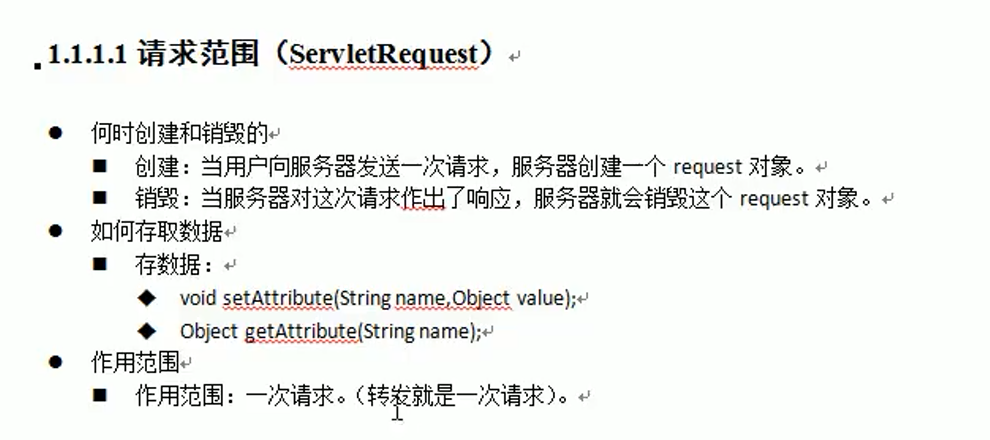 1.1.1.1 请求范围（ServletRequest）
何时创建和销毁的
创建：当用户向服务器发送一次请求，服务器创建一个 request 对象。
销毁：当服务器对这次请求作出了响应，服务器就会销毁这个 request 对象。
如何存取数据
存数据：
void setAttribute(String name,Object value);
Object getAttribute(String name);
作用范围
作用范围：一次请求。（转发就是一次请求）。